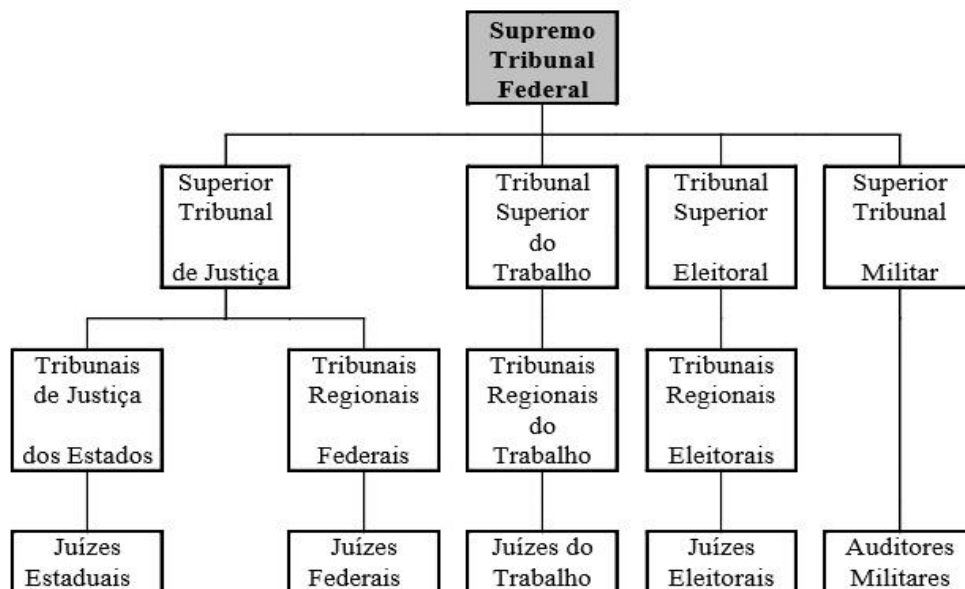 Supremo
Tribunal
Federal
Superior
Tribunal
de Justiça
Tribunal
Superior
do
Trabalho
Tribunal
Superior
Eleitoral
Superior
Tribunal
Militar
Tribunais
de Justiça
dos Estados
Tribunais
Regionais
Federais
Tribunais
Regionais
do
Trabalho
Tribunais
Regionais
Eleitorais
Juízes
Estaduais
Juízes
Federais
Juízes do
Trabalho
Juízes
Eleitorais
Auditores
Militares